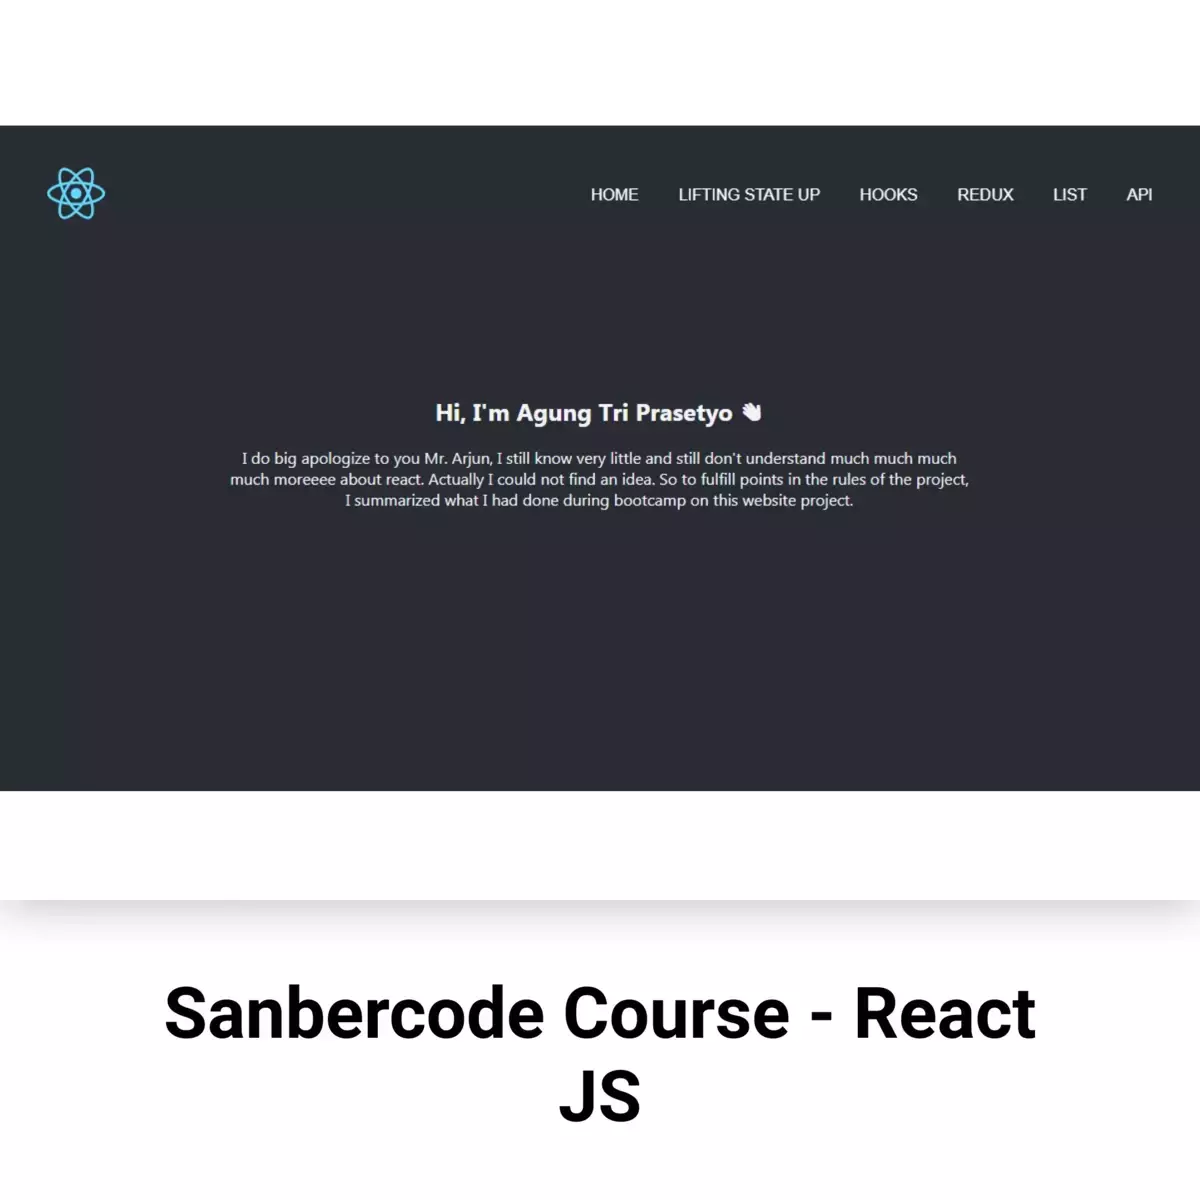 HOME LIFTING STATE UP HOOKS REDUX LIST API
Hi, I'm Agung Tri Prasetyo 👋
I do big apologize to you Mr. Arjun, I still know very little and still don't understand much much much
much moreeee about react. Actually I could not find an idea. So to fulfill points in the rules of the project,
I summarized what I had done during bootcamp on this website project.
Sanbercode Course - React
JS